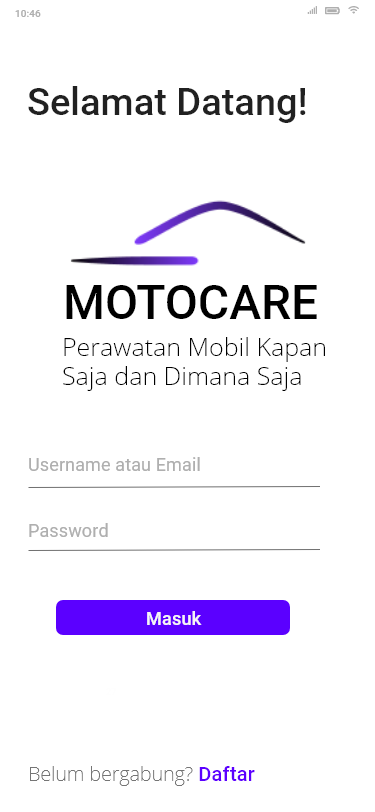 10:46
Selamat Datang!
MOTOCARE
Perawatan Mobil Kapan
Saja dan Dimana Saja
Username atau Email
Password
Masuk
Belum bergabung? Daftar